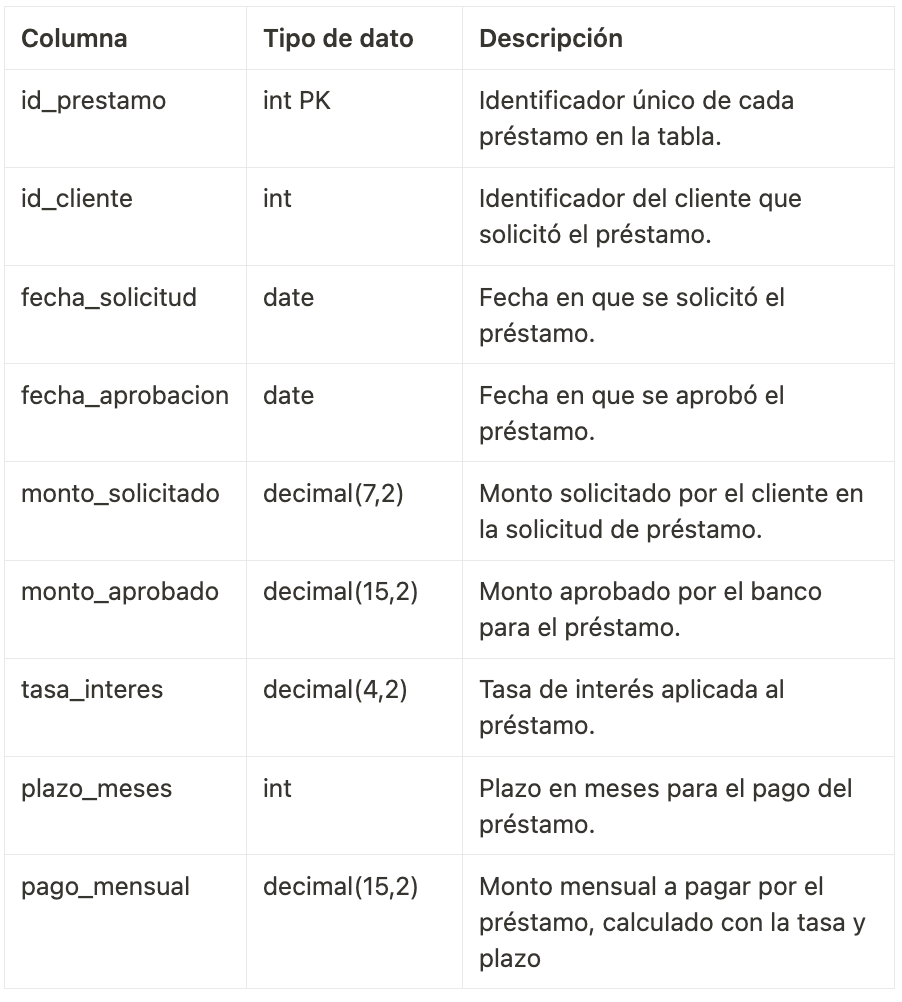 Columna Tipo de dato Descripción
id_prestamo int PK Identificador único de cada
préstamo en la tabla.
id_cliente int Identificador del cliente que
solicitó el préstamo.
fecha_solicitud date Fecha en que se solicitó el
préstamo.
fecha_aprobacion date Fecha en que se aprobó el
préstamo.
monto_solicitado decimal(7,2) Monto solicitado por el cliente en
la solicitud de préstamo.
monto_aprobado decimal(15,2) Monto aprobado por el banco
para el préstamo.
tasa_interes decimal(4,2) Tasa de interés aplicada al
préstamo.
plazo_meses int Plazo en meses para el pago del
préstamo.
pago_mensual decimal(15,2) Monto mensual a pagar por el
préstamo, calculado con la tasa y
plazo